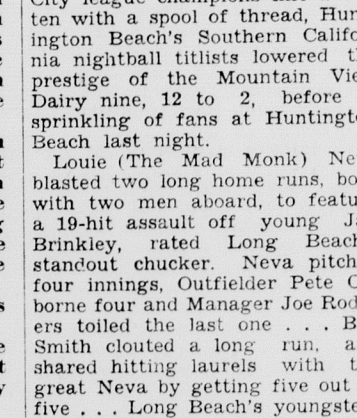 City league champions
ten with a spool of thread, Hun
ington Beach's Southern Califo
nia nightball titlists lowered t
prestige of the Mountain Vie
Dairy nine, 12 to 2, before
sprinkling of fans at Huntingt
Beach last night.
Louie (The Mad Monk) Ne
blasted two long home runs, bo
with two men aboard, to featu
a 19-hit assault off young Ja
Brinkley, rated Long Beach
standout chucker. Neva pitch
four innings, Outfielder Pete O
borne four and Manager Joe Rod
ers toiled the last one . . . B
Smith clouted a long run, a
shared hitting laurels with t
great Neva by getting five out
five . . . Long Beach's youngste